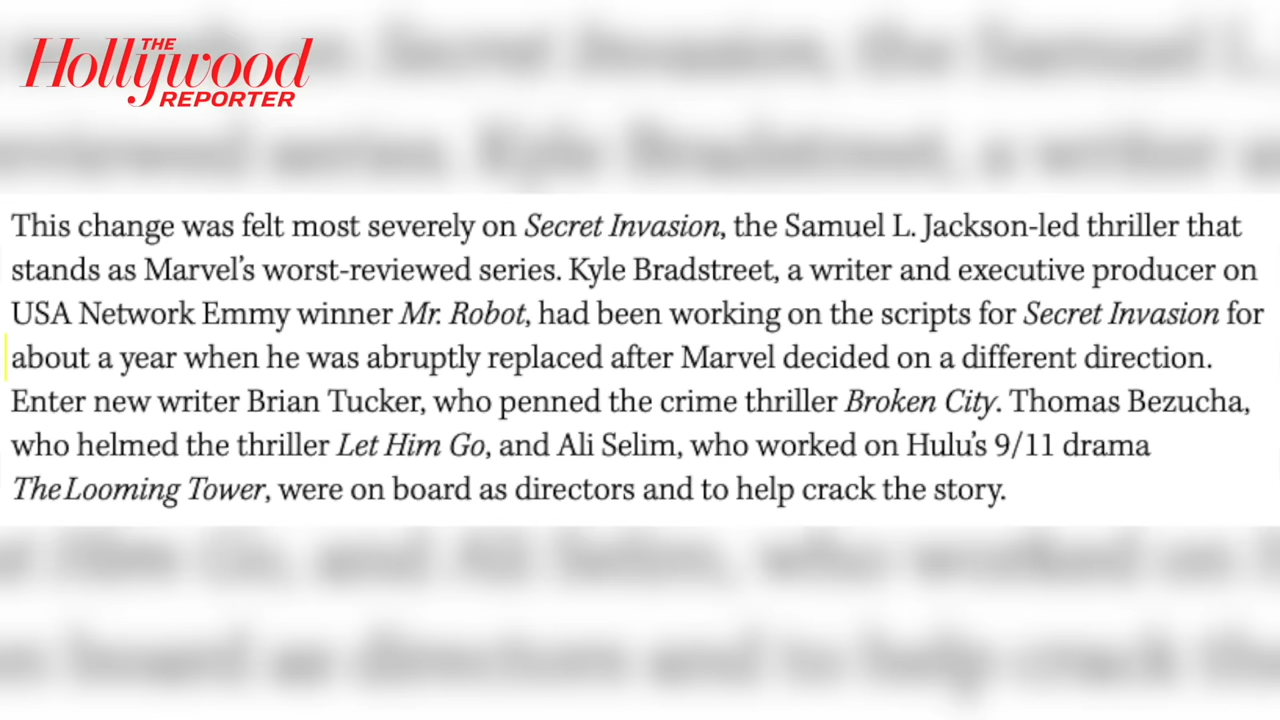 THE
Hollywood
REPORTER
This change was felt most severely on Secret Invasion, the Samuel L. Jackson-led thriller that
stands as Marvel’s worst-reviewed series. Kyle Bradstreet, a writer and executive producer on
USA Network Emmy winner Mr. Robot, had been working on the scripts for Secret Invasion for
about a year when he was abruptly replaced after Marvel decided on a different direction.
Enter new writer Brian Tucker, who penned the crime thriller Broken City. Thomas Bezucha,
who helmed the thriller Let Him Go, and Ali Selim, who worked on Hulu’s 9/11 drama
The Looming Tower, were on board as directors and to help crack the story.